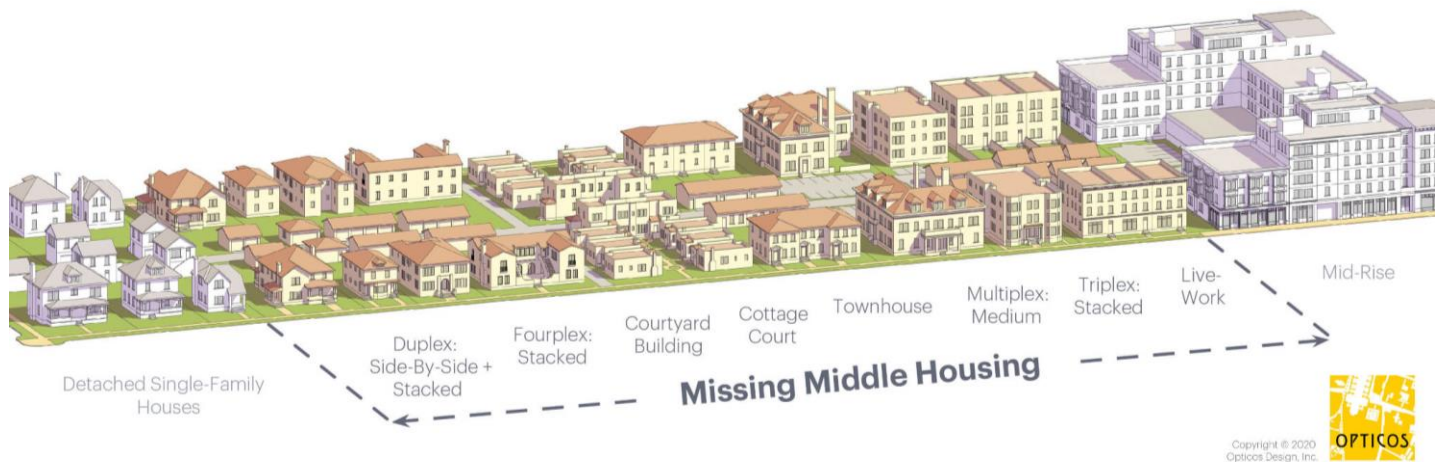 Detached Single-Family
Houses
Duplex:
Side-By-Side +
Stacked
Fourplex:
Stacked
Courtyard
Building
Cottage
Court
Townhouse
Multiplex:
Medium
Triplex:
Stacked
Live-
Work
Mid-Rise
Missing Middle Housing
Copyright © 2020
Opticos Design, Inc.
OPTICOS